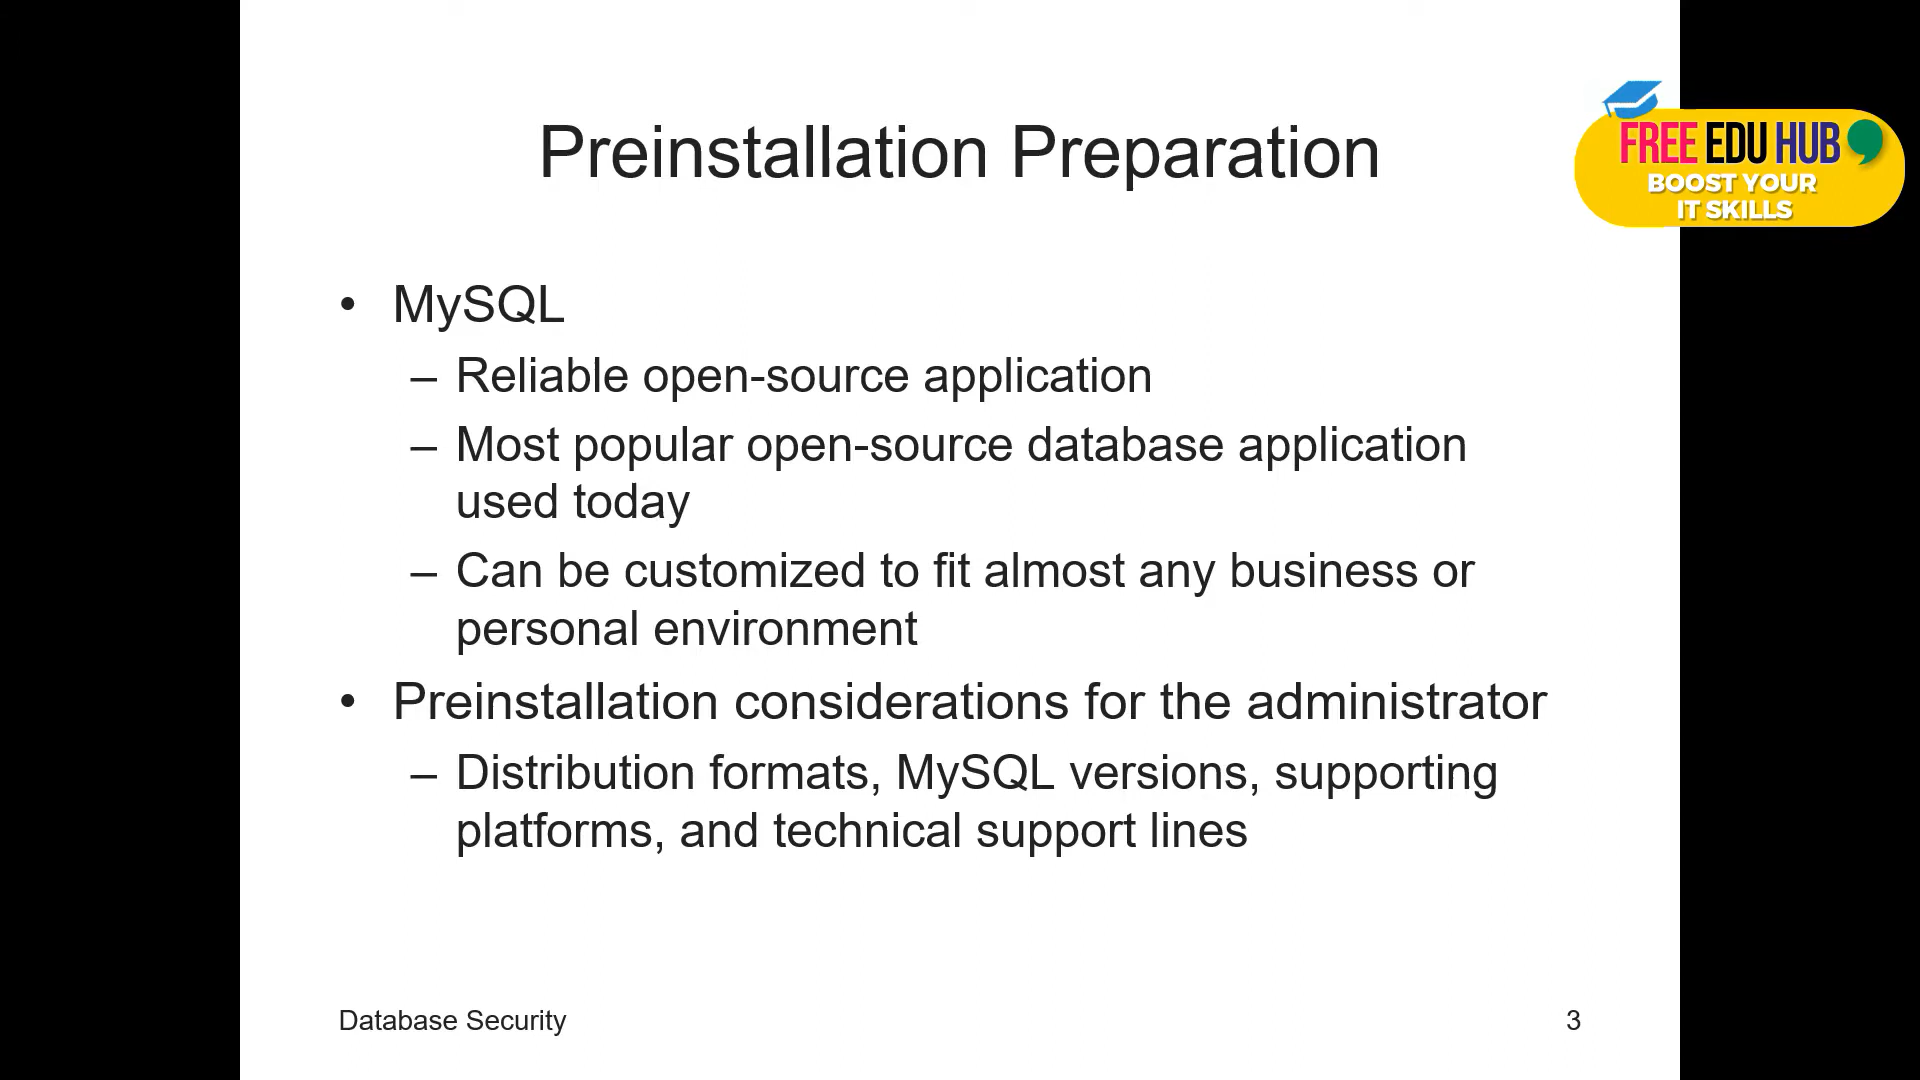 Preinstallation Preparation
FREE EDU HUB
BOOST YOUR
IT SKILLS
• MySQL
– Reliable open-source application
– Most popular open-source database application
used today
– Can be customized to fit almost any business or
personal environment
• Preinstallation considerations for the administrator
– Distribution formats, MySQL versions, supporting
platforms, and technical support lines
Database Security
3